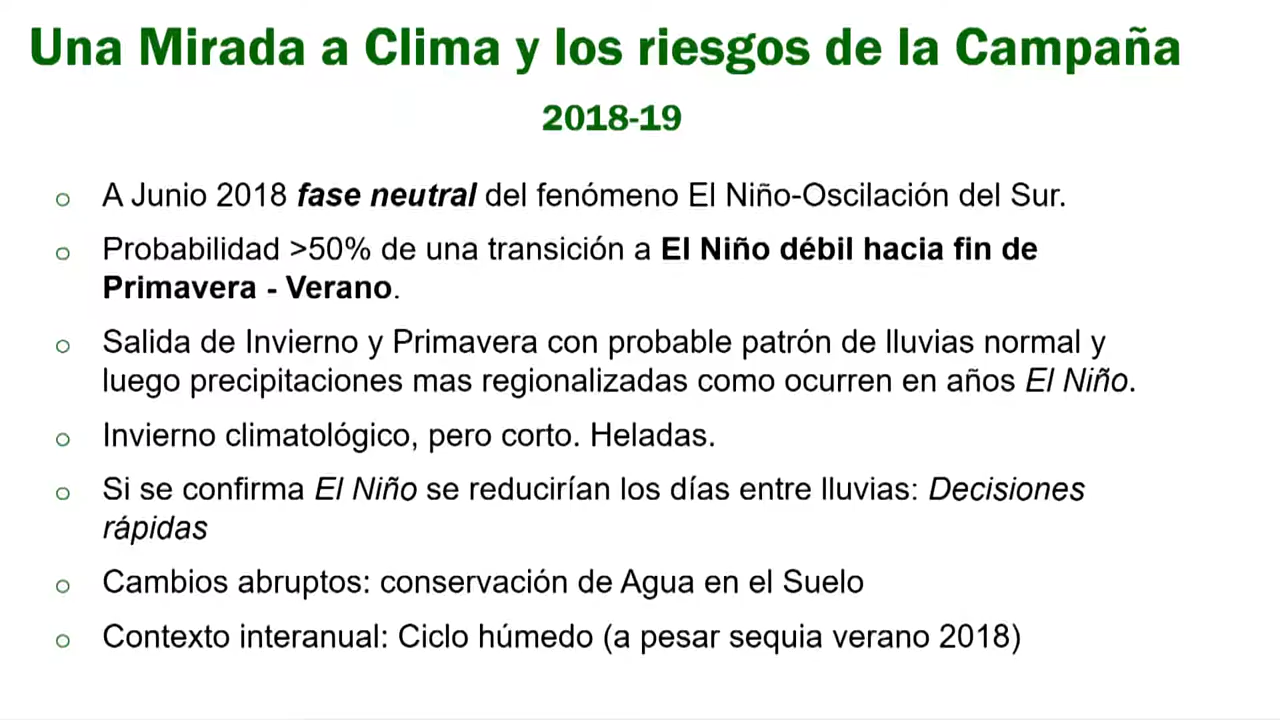 Una Mirada a Clima y los riesgos de la Campaña
2018-19
A Junio 2018 fase neutral del fenómeno El Niño-Oscilación del Sur.
Probabilidad >50% de una transición a El Niño débil hacia fin de
Primavera - Verano.
Salida de Invierno y Primavera con probable patrón de lluvias normal y
luego precipitaciones mas regionalizadas como ocurren en años El Niño.
Invierno climatológico, pero corto. Heladas.
Si se confirma El Niño se reducirían los días entre lluvias: Decisiones
rápidas
Cambios abruptos: conservación de Agua en el Suelo
Contexto interanual: Ciclo húmedo (a pesar sequia verano 2018)